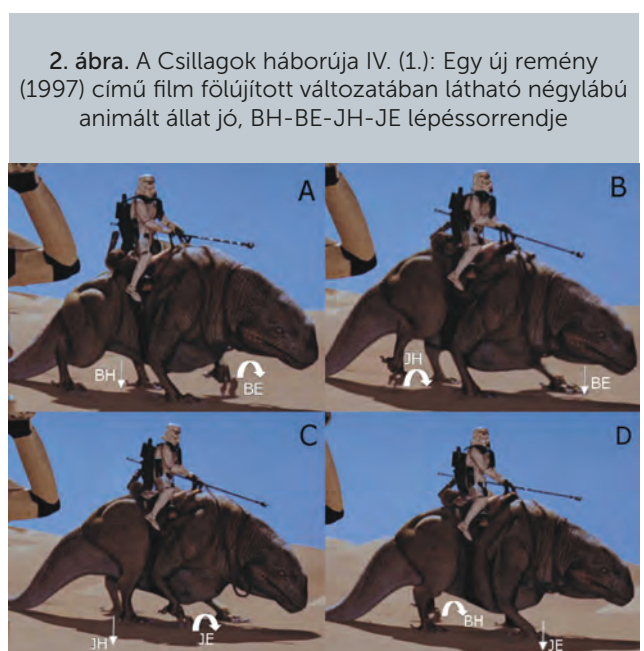 2. ábra. A Csillagok háborúja IV. (1.): Egy új remény
(1997) című film fölújított változatában látható négylábú
animált állat jó, BH-BE-JH-JE lépéssorrendje
A
B
BH
BE
JH
BE
C
D
JH
JE
BH
JE